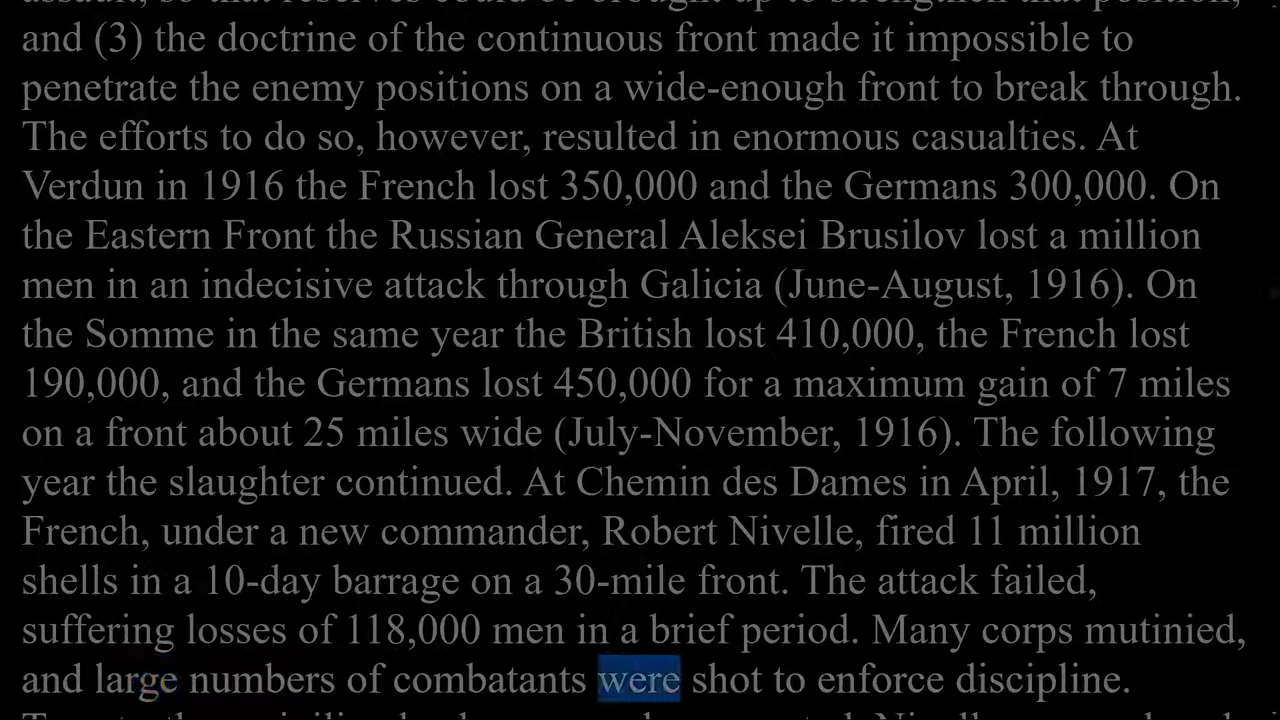 and (3) the doctrine of the continuous front made it impossible to
penetrate the enemy positions on a wide-enough front to break through.
The efforts to do so, however, resulted in enormous casualties. At
Verdun in 1916 the French lost 350,000 and the Germans 300,000. On
the Eastern Front the Russian General Aleksei Brusilov lost a million
men in an indecisive attack through Galicia (June-August, 1916). On
the Somme in the same year the British lost 410,000, the French lost
190,000, and the Germans lost 450,000 for a maximum gain of 7 miles
on a front about 25 miles wide (July-November, 1916). The following
year the slaughter continued. At Chemin des Dames in April, 1917, the
French, under a new commander, Robert Nivelle, fired 11 million
shells in a 10-day barrage on a 30-mile front. The attack failed,
suffering losses of 118,000 men in a brief period. Many corps mutinied,
and large numbers of combatants were shot to enforce discipline.